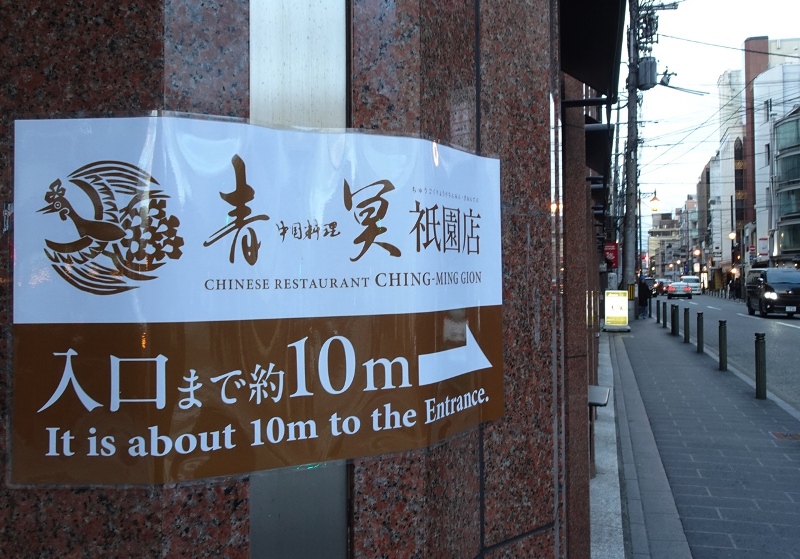 青 中国料理 冥 祇園店
CHINESE RESTAURANT CHING-MING GION
入口まで約10m
It is about 10m to the Entrance.